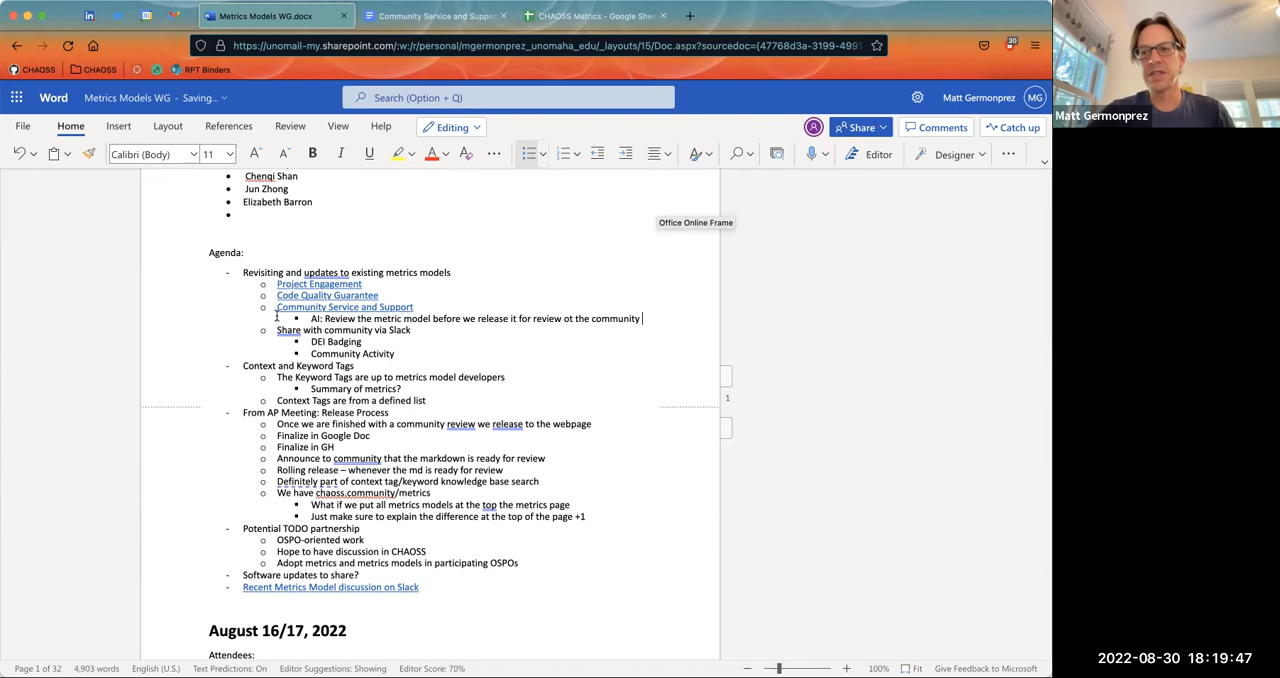 Metrics Models WG.docx
Community Service and Suppor
CHAOSS Metrics - Google Shee
https://unomail-my.sharepoint.com/:w:/r/personal/mgermonprez_unomaha_edu/_layouts/15/Doc.aspx?sourcedoc={47768d3a-3199-4991
30
CHAOSS
CHAOSS
RPT Binders
Word
Metrics Models WG - Saving...
Search (Option + Q)
Matt Germonprez
MG
File
Home
Insert
Layout
References
Review
View
Help
Editing
Share
Comments
Catch up
Calibri (Body)
11
Editor
Designer
Chenqi Shan
Jun Zhong
Elizabeth Barron
Office Online Frame
Agenda:
- Revisiting and updates to existing metrics models
o Project Engagement
o Code Quality Guarantee
o Community Service and Support
▪ AI: Review the metric model before we release it for review ot the community
o Share with community via Slack
▪ DEI Badging
▪ Community Activity
- Context and Keyword Tags
o The Keyword Tags are up to metrics model developers
▪ Summary of metrics?
o Context Tags are from a defined list
- From AP Meeting: Release Process
o Once we are finished with a community review we release to the webpage
o Finalize in Google Doc
o Finalize in GH
o Announce to community that the markdown is ready for review
o Rolling release – whenever the md is ready for review
o Definitely part of context tag/keyword knowledge base search
o We have chaoss.community/metrics
▪ What if we put all metrics models at the top the metrics page
▪ Just make sure to explain the difference at the top of the page +1
- Potential TODO partnership
o OSPO-oriented work
o Hope to have discussion in CHAOSS
o Adopt metrics and metrics models in participating OSPOs
- Software updates to share?
- Recent Metrics Model discussion on Slack
August 16/17, 2022
Attendees:
1
Page 1 of 32
4,903 words
English (U.S.)
Text Predictions: On
Editor Suggestions: Showing
Editor Score: 70%
100%
Fit
Give Feedback to Microsoft
Matt Germonprez
2022-08-30 18:19:47